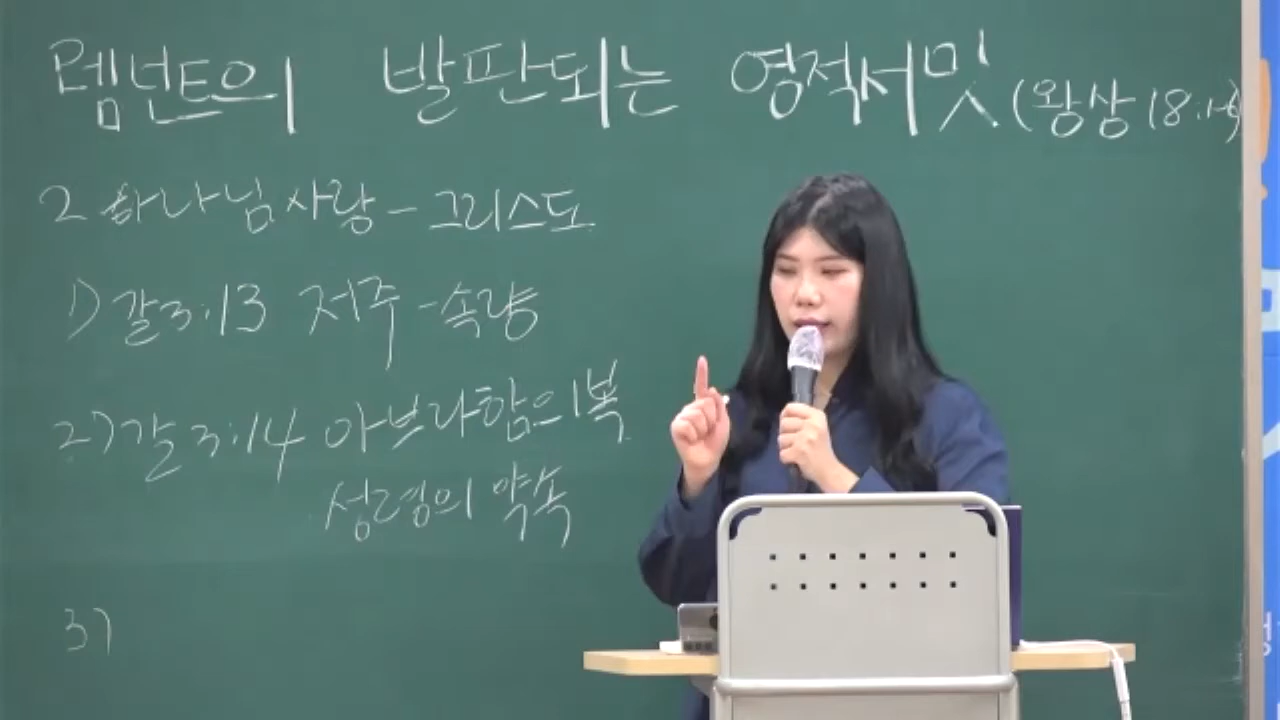 렘넌트의 발판되는 영적서밋 (왕상 18:1-6)
2 하나님 사랑 - 그리스도
1) 갈3:13 저주 - 속량
2) 갈3:14 아브라함의 복
성령의 약속
3)